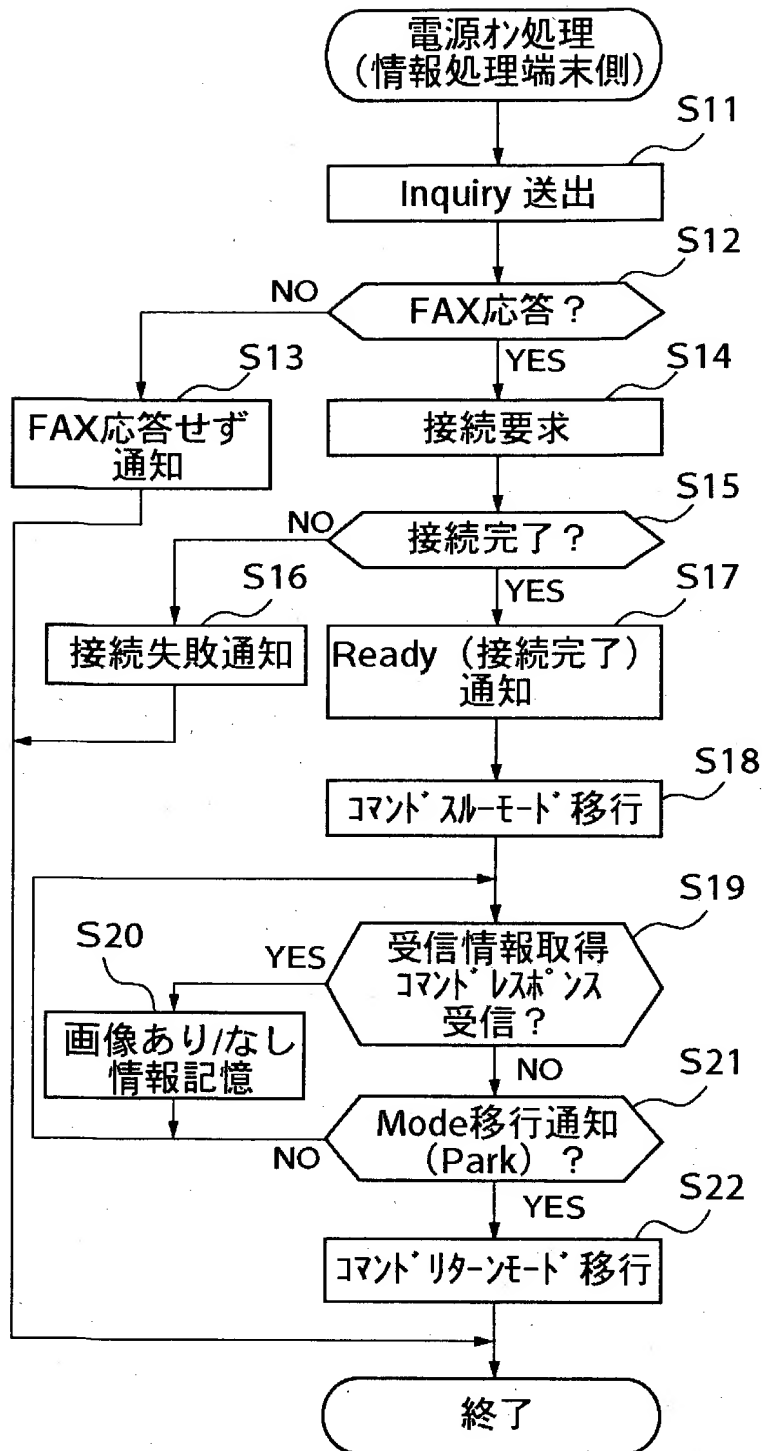 電源オン処理
(情報処理端末側)
S11
Inquiry 送出
S12
FAX応答?
NO
YES
S13
FAX応答せず
通知
S14
接続要求
S15
接続完了?
NO
YES
S16
接続失敗通知
S17
Ready (接続完了)
通知
S18
コマンドスルーモード移行
S19
受信情報取得
コマンドレスポンス
受信?
YES
NO
S20
画像あり/なし
情報記憶
S21
Mode移行通知
(Park) ?
NO
YES
S22
コマンドリターンモード移行
終了